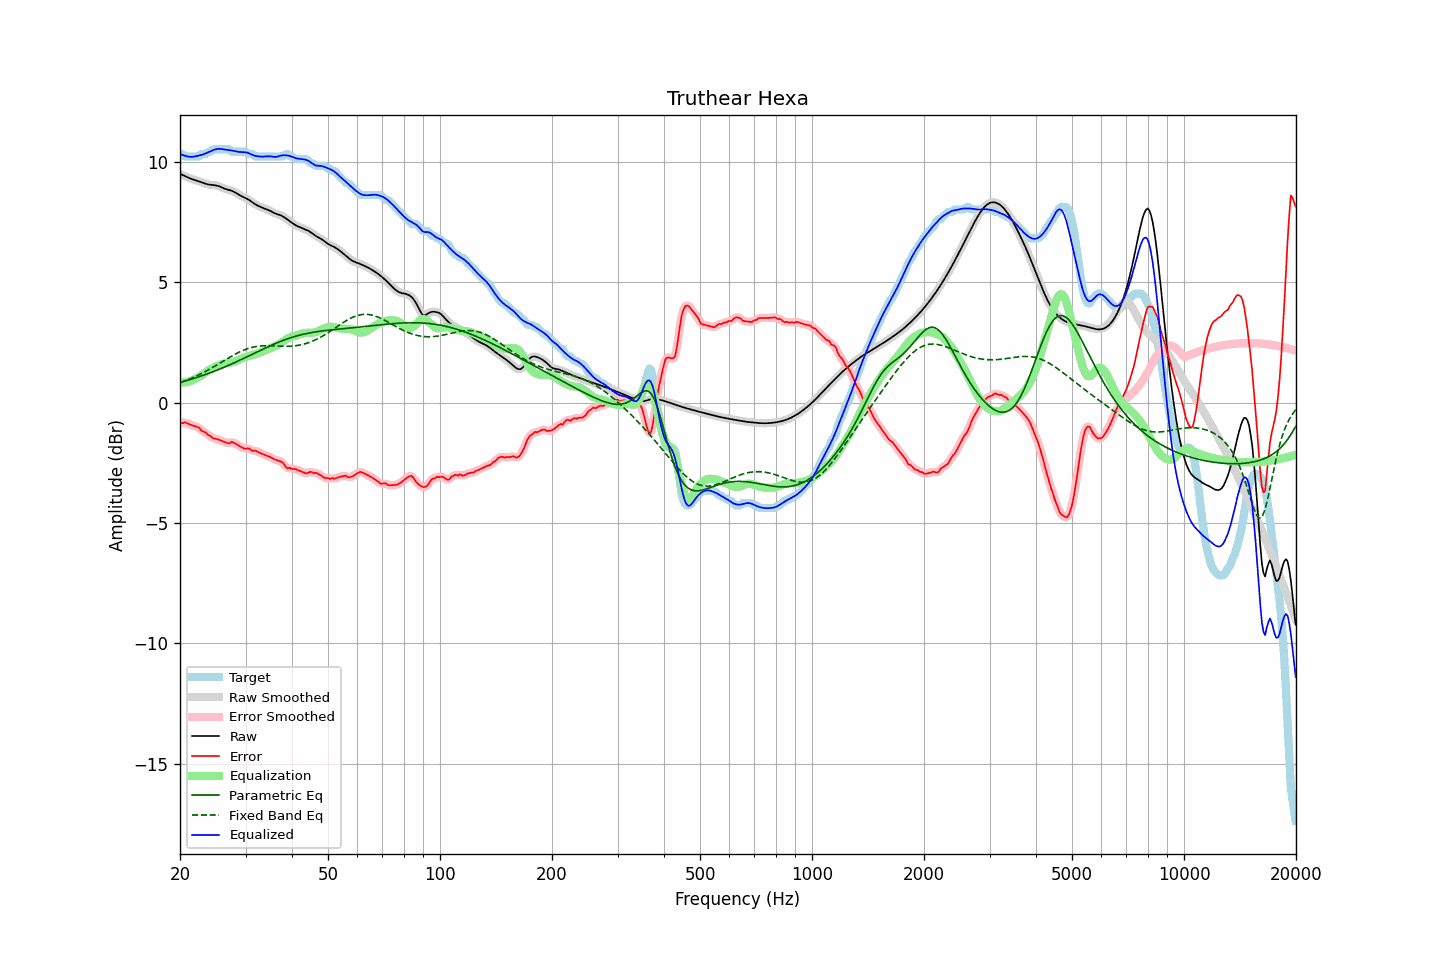 Truthear Hexa
Amplitude (dBr)
10
5
0
−5
−10
−15
Target
Raw Smoothed
Error Smoothed
Raw
Error
Equalization
Parametric Eq
Fixed Band Eq
Equalized
20 50 100 200 500 1000 2000 5000 10000 20000
Frequency (Hz)